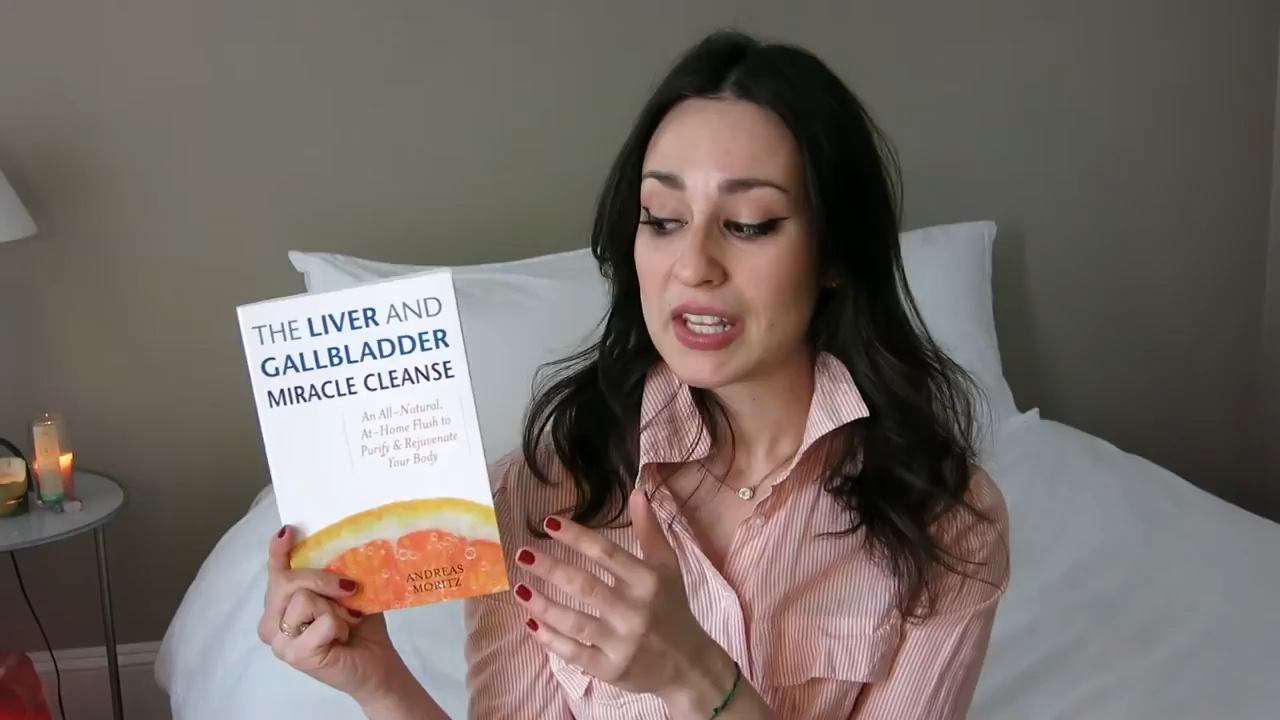 THE LIVER AND
GALLBLADDER
MIRACLE CLEANSE
An All-Natural,
At-Home Flush to
Purify & Rejuvenate
Your Body
ANDREAS
MORITZ